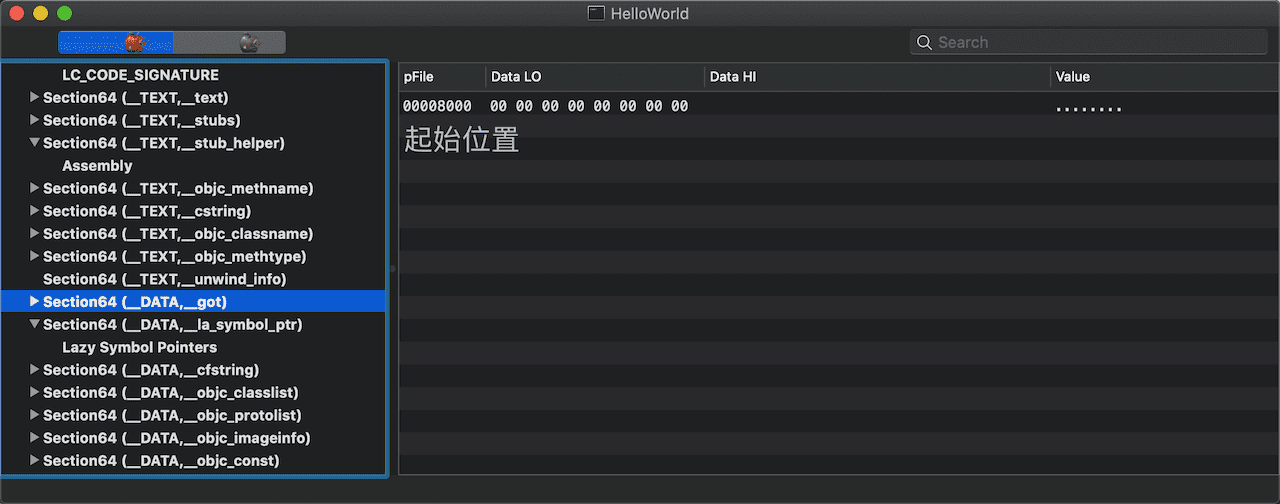 HelloWorld
Search
LC_CODE_SIGNATURE
Section64 (__TEXT,__text)
Section64 (__TEXT,__stubs)
Section64 (__TEXT,__stub_helper)
Assembly
Section64 (__TEXT,__objc_methname)
Section64 (__TEXT,__cstring)
Section64 (__TEXT,__objc_classname)
Section64 (__TEXT,__objc_methtype)
Section64 (__TEXT,__unwind_info)
Section64 (__DATA,__got)
Section64 (__DATA,__la_symbol_ptr)
Lazy Symbol Pointers
Section64 (__DATA,__cfstring)
Section64 (__DATA,__objc_classlist)
Section64 (__DATA,__objc_protolist)
Section64 (__DATA,__objc_imageinfo)
Section64 (__DATA,__objc_const)
pFile Data LO Data HI Value
00008000 00 00 00 00 00 00 00 00 ........
起始位置